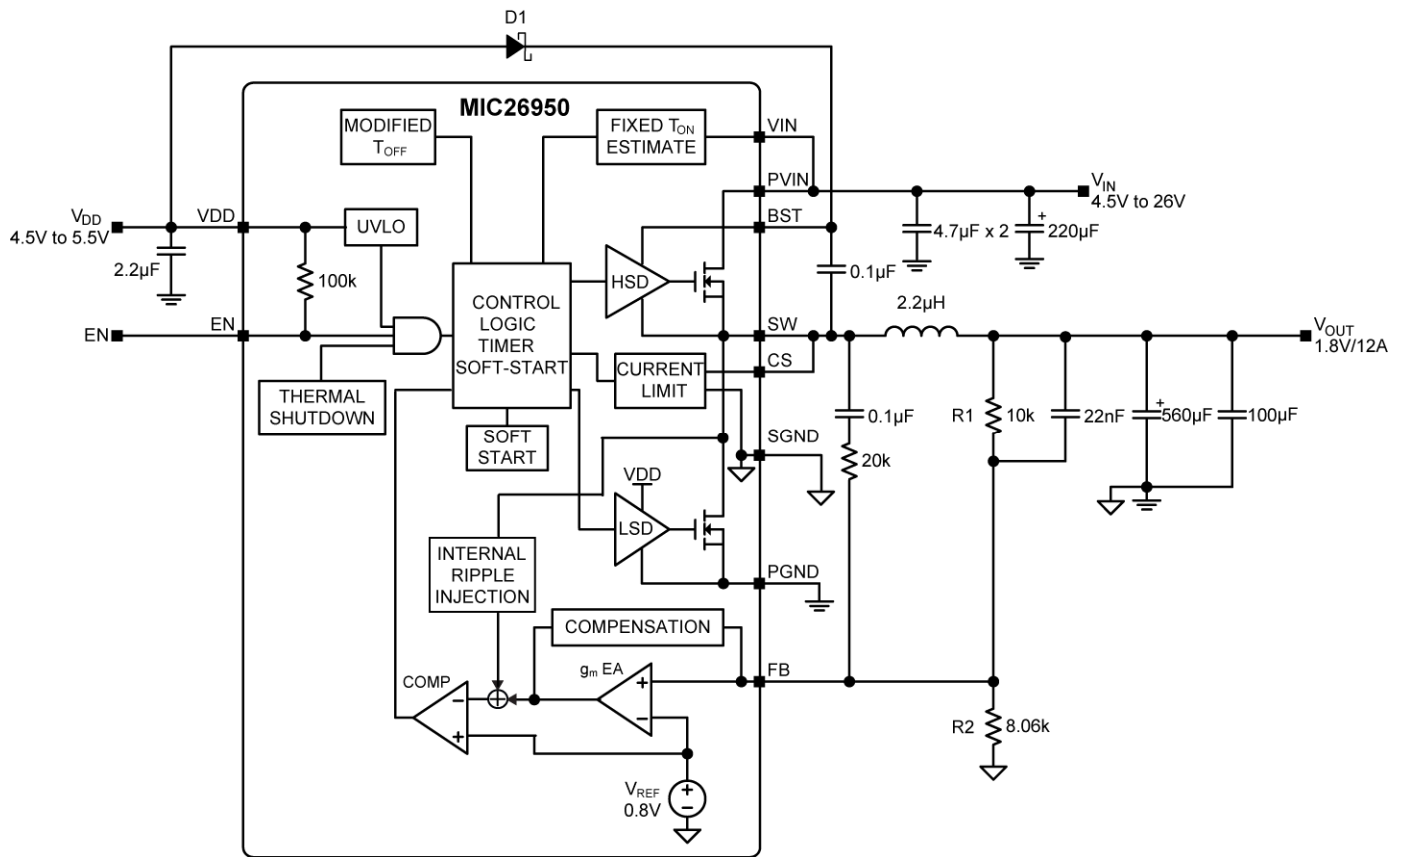 D1
MIC26950
MODIFIED
TOFF
FIXED TON
ESTIMATE
VIN
PVIN
VIN
4.5V to 26V
VDD
4.5V to 5.5V
VDD
UVLO
BST
4.7µF x 2
+
220µF
2.2µF
100k
HSD
0.1µF
CONTROL
LOGIC
TIMER
SOFT-START
2.2µH
EN
EN
SW
VOUT
1.8V/12A
CS
THERMAL
SHUTDOWN
CURRENT
LIMIT
R1
10k
22nF
+
560µF
100µF
0.1µF
SOFT
START
SGND
20k
VDD
LSD
INTERNAL
RIPPLE
INJECTION
PGND
COMPENSATION
gm EA
FB
COMP
+
−
−
+
+
R2
8.06k
VREF
0.8V
+
−